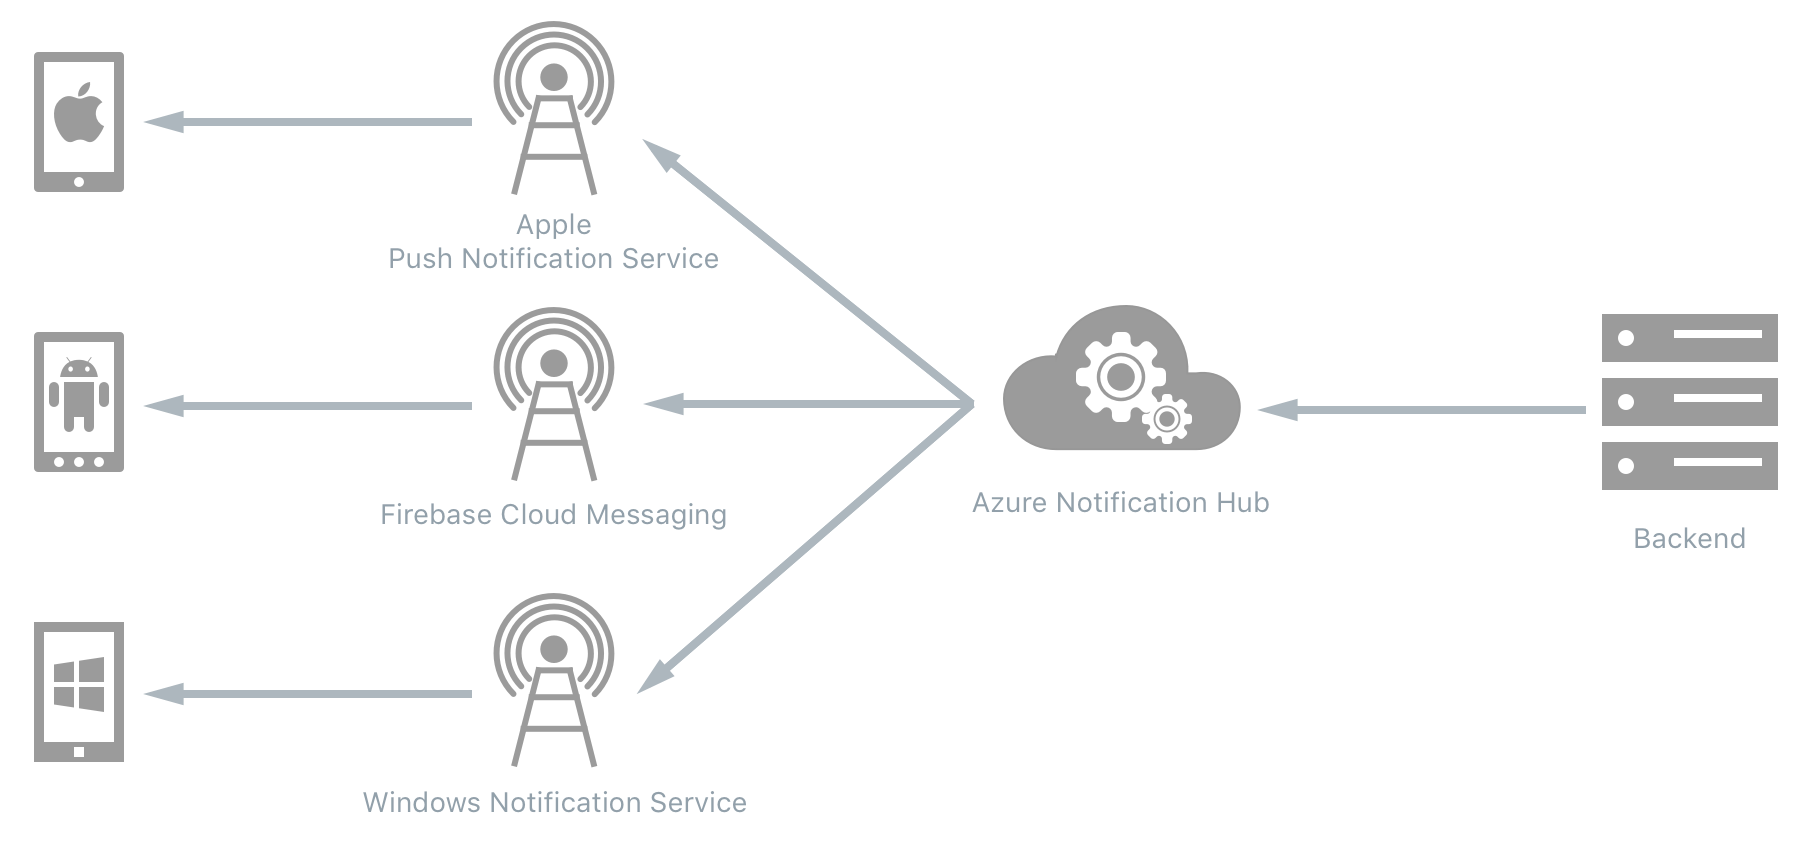 Apple
Push Notification Service
Firebase Cloud Messaging
Azure Notification Hub
Backend
Windows Notification Service